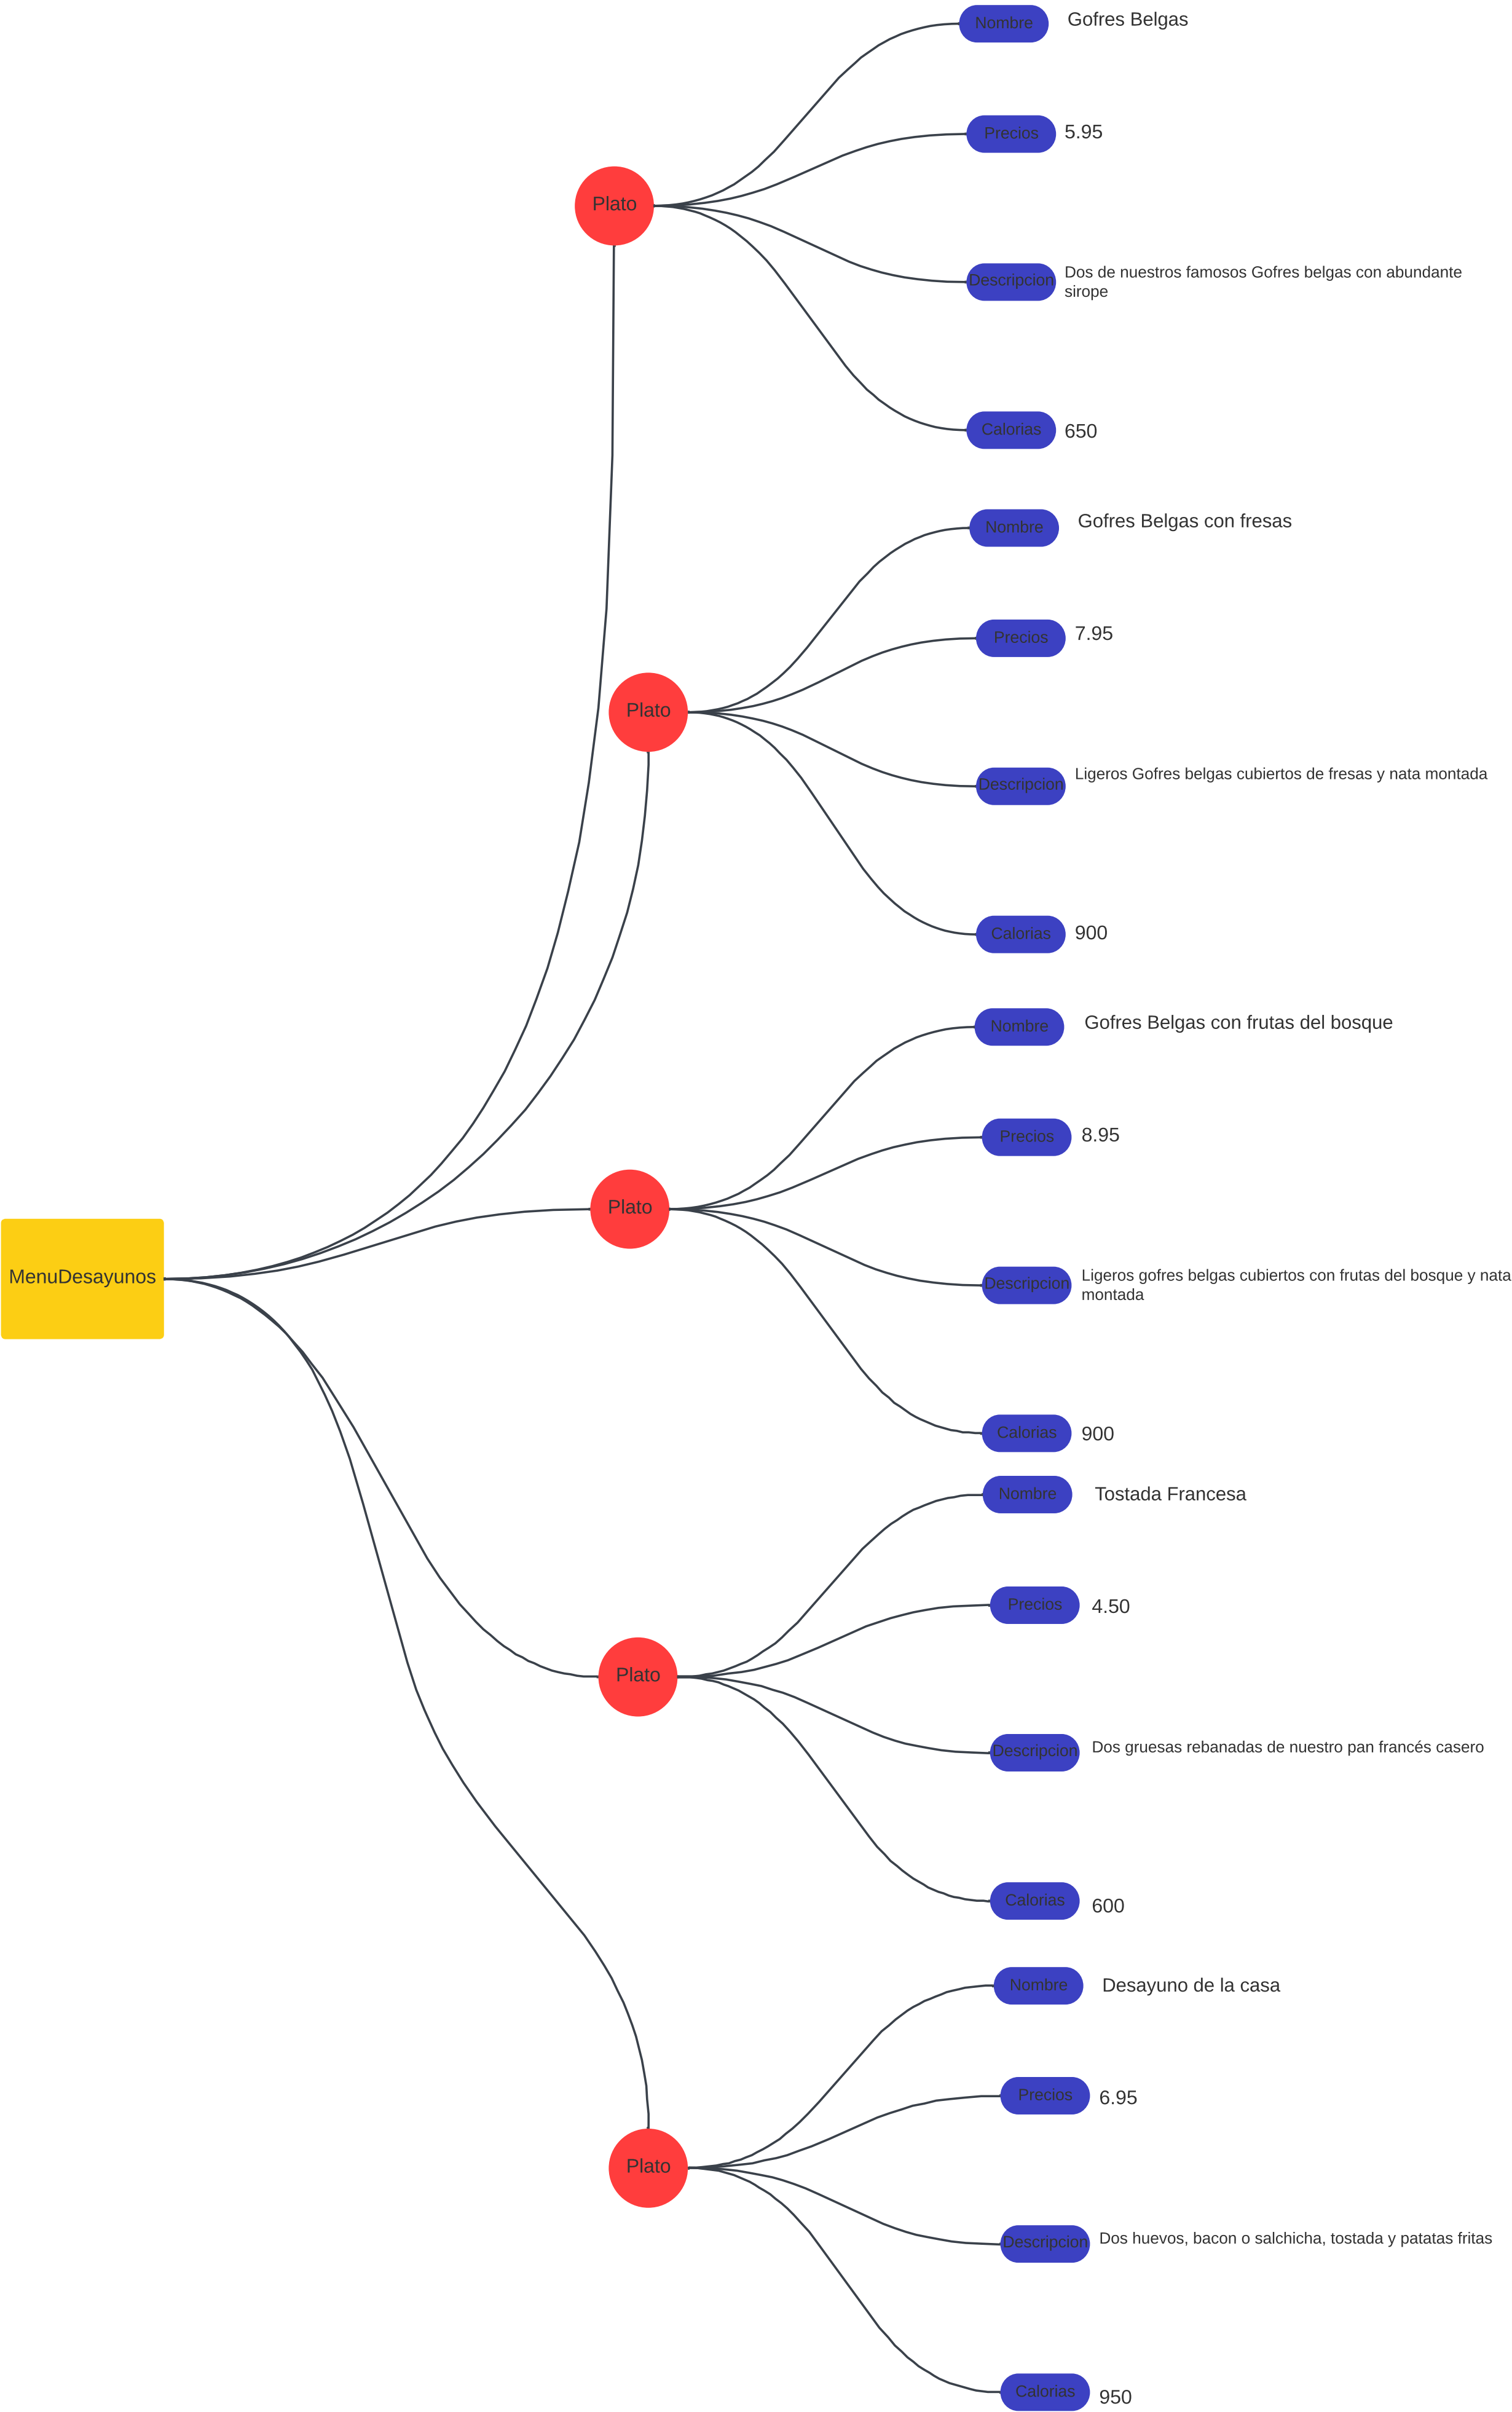 Nombre
Gofres Belgas
Precios
5.95
Plato
Descripcion
Dos de nuestros famosos Gofres belgas con abundante
sirope
Calorias
650
Nombre
Gofres Belgas con fresas
Precios
7.95
Plato
Descripcion
Ligeros Gofres belgas cubiertos de fresas y nata montada
Calorias
900
Nombre
Gofres Belgas con frutas del bosque
Precios
8.95
Plato
MenuDesayunos
Descripcion
Ligeros gofres belgas cubiertos con frutas del bosque y nata
montada
Calorias
900
Nombre
Tostada Francesa
Precios
4.50
Plato
Descripcion
Dos gruesas rebanadas de nuestro pan francés casero
Calorias
600
Nombre
Desayuno de la casa
Precios
6.95
Plato
Descripcion
Dos huevos, bacon o salchicha, tostada y patatas fritas
Calorias
950